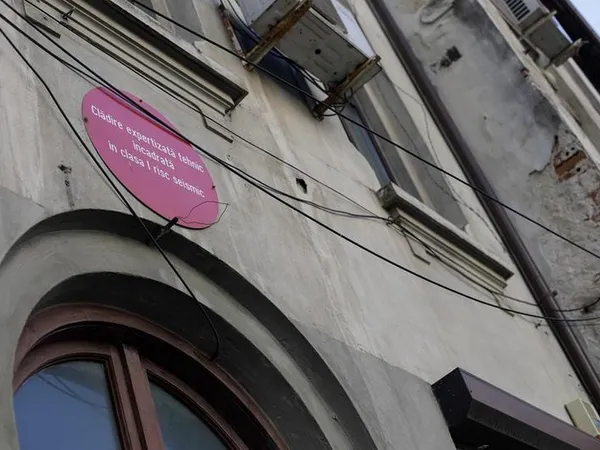 Clădire expertizată tehnic
încadrată
în clasa I risc seismic